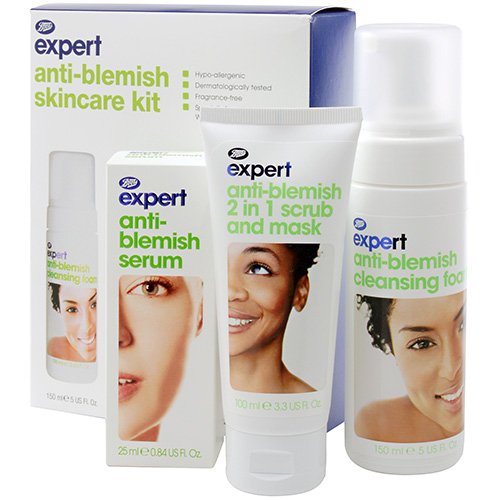 Boots
expert
anti-blemish
skincare kit
Hypo-allergenic
Dermatologically tested
Fragrance-free
expert
anti-blemish
cleansing foam
150 ml e 5 US Fl. Oz.
Boots
expert
anti-
blemish
serum
25 ml e 0.84 US Fl. Oz.
Boots
expert
anti-blemish
2 in 1 scrub
and mask
100 ml e 3.3 US Fl. Oz.
Boots
expert
anti-blemish
cleansing foa
150 ml e 5 US Fl. Oz.